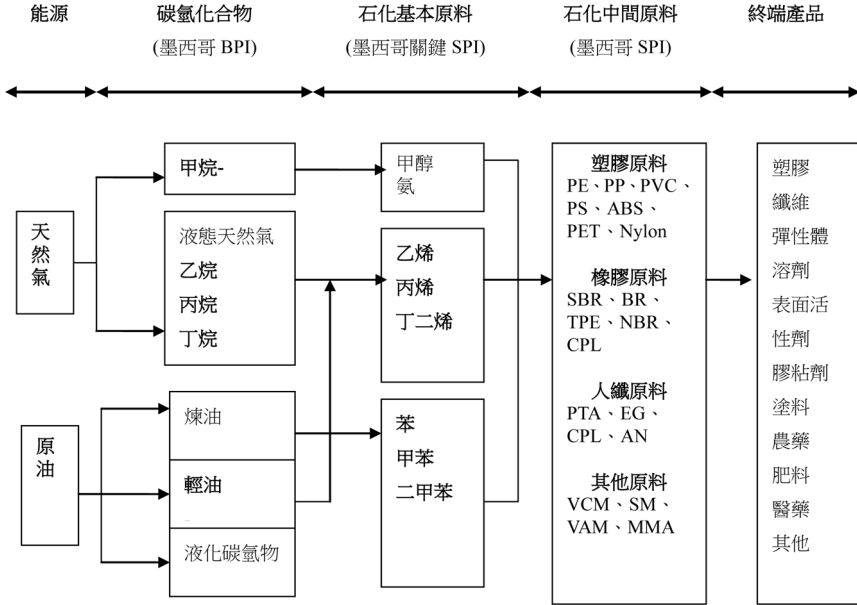 能源
碳氫化合物
(墨西哥 BPI)
石化基本原料
(墨西哥關鍵 SPI)
石化中間原料
(墨西哥 SPI)
終端產品
天
然
氣
原
油
甲烷-
液態天然氣
乙烷
丙烷
丁烷
煉油
輕油
液化碳氫物
甲醇
氨
乙烯
丙烯
丁二烯
苯
甲苯
二甲苯
塑膠原料
PE、PP、PVC、
PS、ABS、
PET、Nylon
橡膠原料
SBR、BR、
TPE、NBR、
CPL
人纖原料
PTA、EG、
CPL、AN
其他原料
VCM、SM、
VAM、MMA
塑膠
纖維
彈性體
溶劑
表面活
性劑
膠粘劑
塗料
農藥
肥料
醫藥
其他